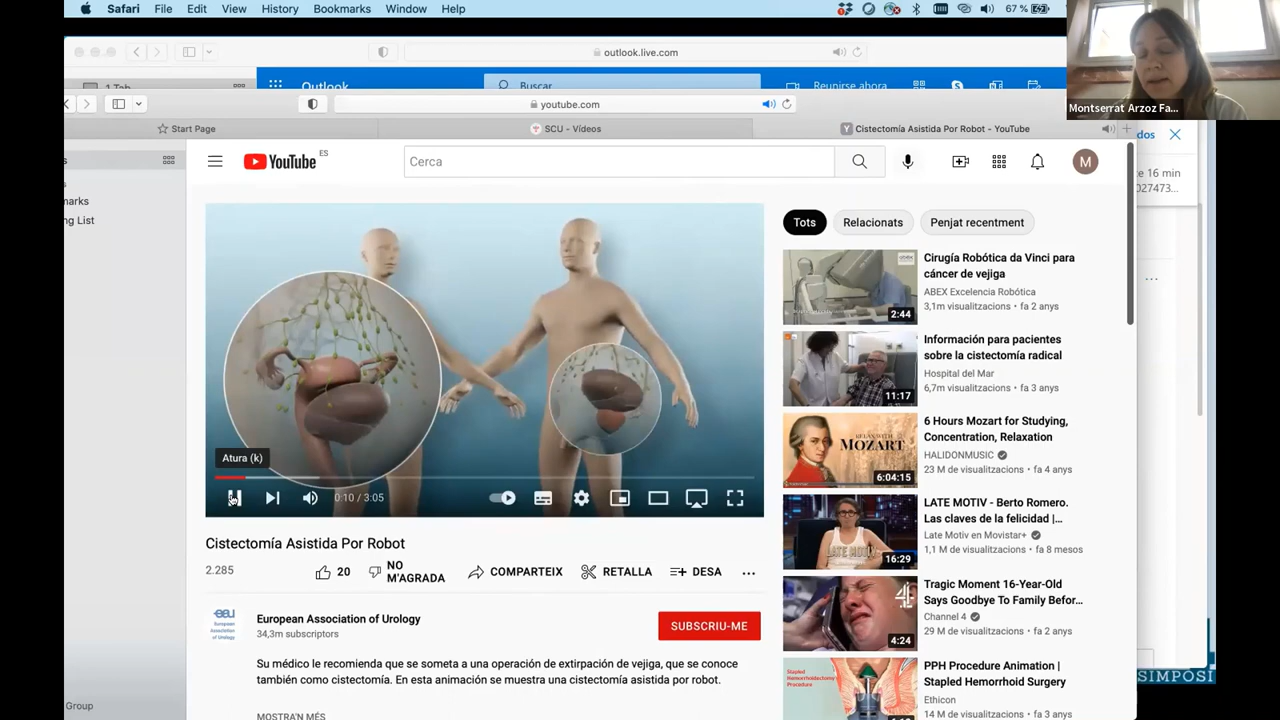 Safari File Edit View History Bookmarks Window Help 67 %
outlook.live.com
1 Tab
Outlook Buscar Reunirse ahora
youtube.com
Montserrat Arzoz Fa...
Start Page SCU - Vídeos Cistectomía Asistida Por Robot - YouTube
YouTube ES
Cerca
M
Tots Relacionats Penjat recentment
Cirugía Robótica da Vinci para
cáncer de vejiga
ABEX Excelencia Robótica
3,1m visualitzacions • fa 2 anys
2:44
Información para pacientes
sobre la cistectomía radical
Hospital del Mar
6,7m visualitzacions • fa 3 anys
11:17
6 Hours Mozart for Studying,
Concentration, Relaxation
HALIDONMUSIC
23 M de visualitzacions • fa 4 anys
MOZART
6:04:15
LATE MOTIV - Berto Romero.
Las claves de la felicidad |...
Late Motiv en Movistar+
1,1 M de visualitzacions • fa 8 mesos
16:29
Tragic Moment 16-Year-Old
Says Goodbye To Family Befor...
Channel 4
29 M de visualitzacions • fa 2 anys
4:24
PPH Procedure Animation |
Stapled Hemorrhoid Surgery
Ethicon
14 M de visualitzacions • fa 3 anys
Atura (k)
0:10 / 3:05
Cistectomía Asistida Por Robot
2.285
20 NO M'AGRADA COMPARTEIX RETALLA DESA
European Association of Urology
34,3m subscriptors
SUBSCRIU-ME
eau
European
Association
of Urology
Su médico le recomienda que se someta a una operación de extirpación de vejiga, que se conoce
también como cistectomía. En esta animación se muestra una cistectomía asistida por robot.
MOSTRA'N MÉS
ing List
Group
16 min
SIMPOSI